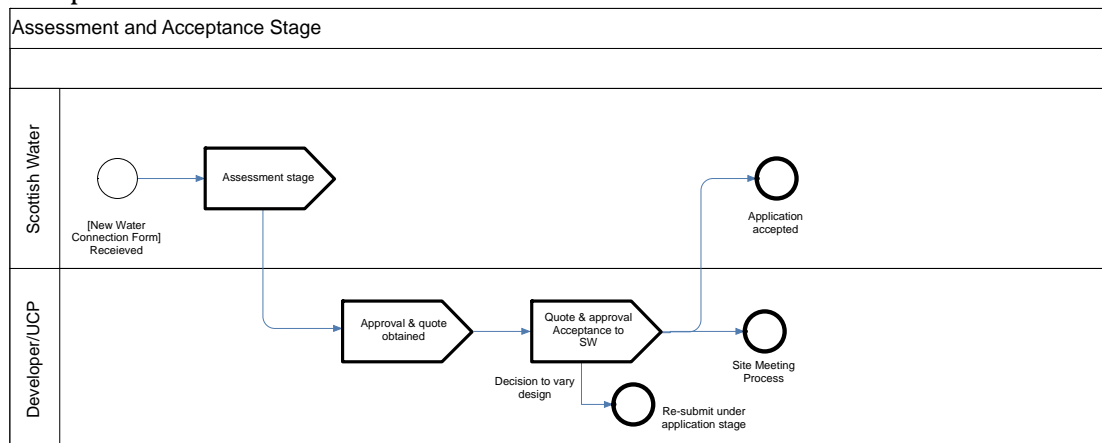 Assessment and Acceptance Stage
Scottish Water
Assessment stage
[New Water
Connection Form]
Receieved
Application
accepted
Developer/UCP
Approval & quote
obtained
Quote & approval
Acceptance to
SW
Site Meeting
Process
Decision to vary
design
Re-submit under
application stage